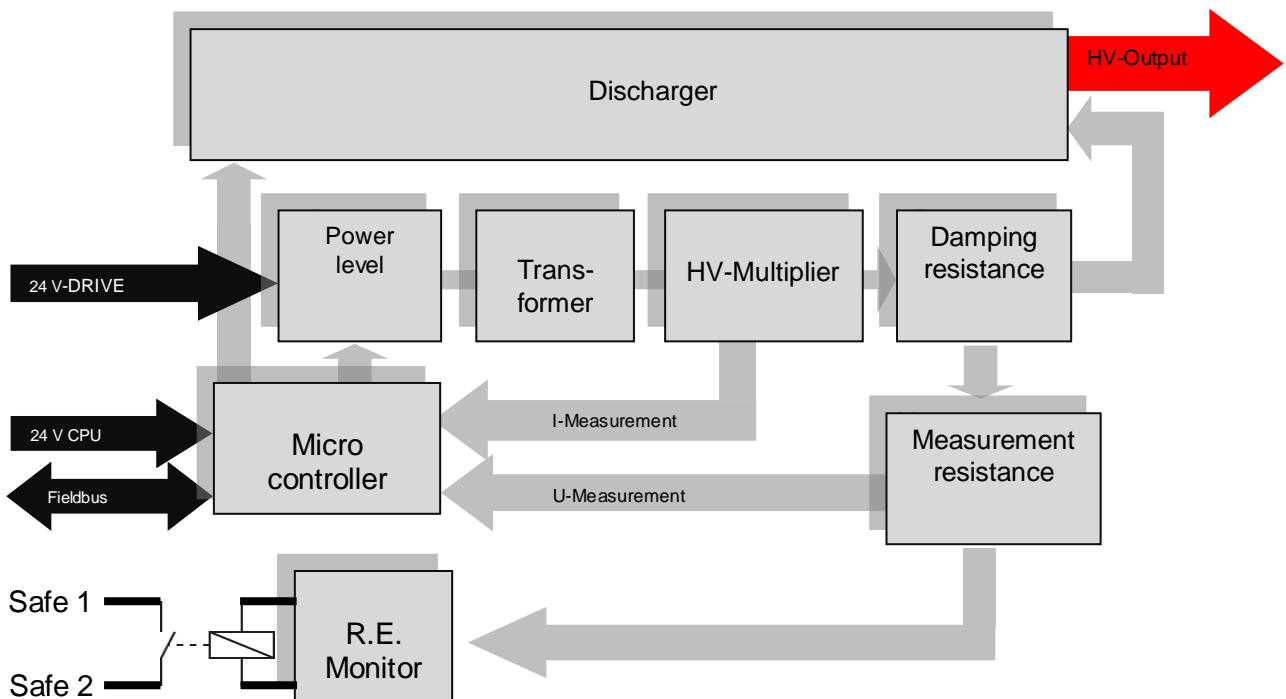 HV-Output
Discharger
Power
level
Trans-
former
HV-Multiplier
Damping
resistance
24 V-DRIVE
24 V CPU
Fieldbus
Micro
controller
I-Measurement
U-Measurement
Measurement
resistance
Safe 1
Safe 2
R.E.
Monitor